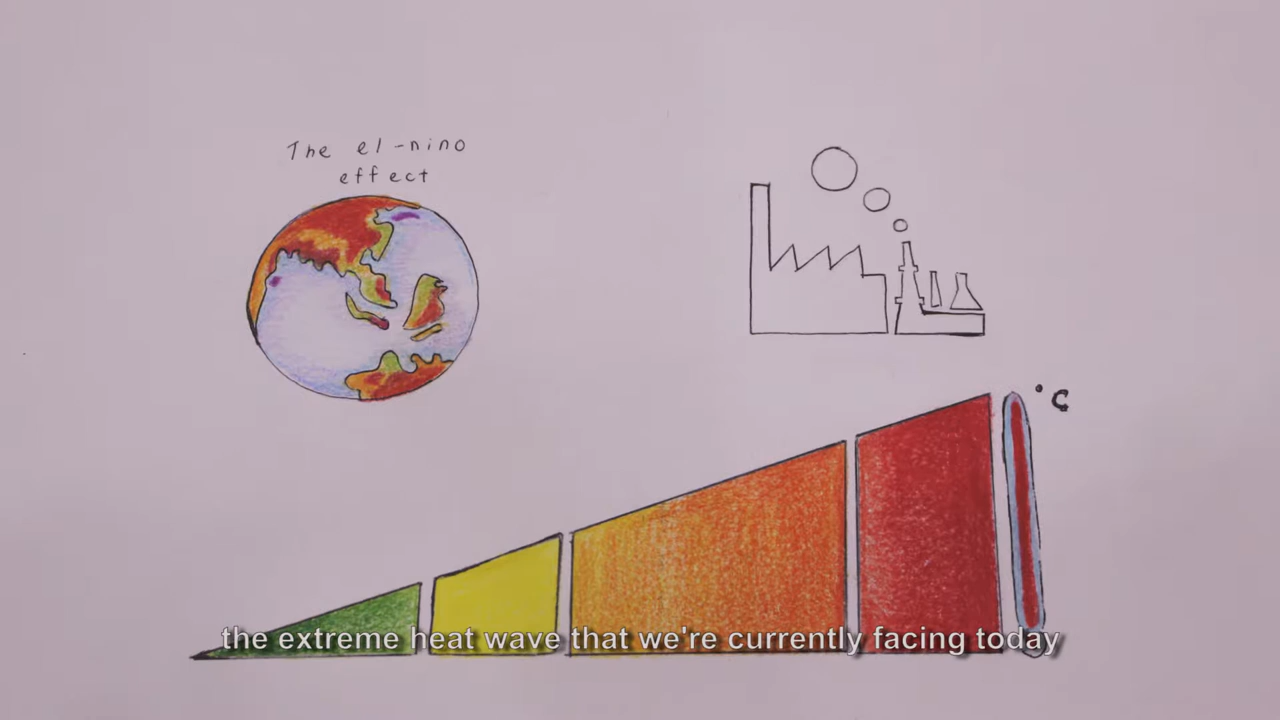 The el-nino
effect
°C
the extreme heat wave that we're currently facing today